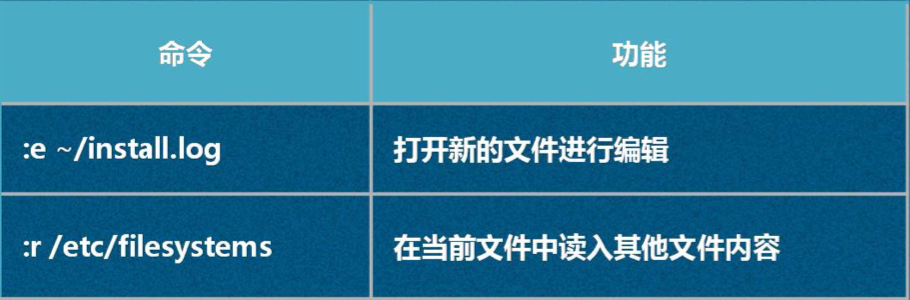 命令 功能
:e ~/install.log 打开新的文件进行编辑
:r /etc/filesystems 在当前文件中读入其他文件内容